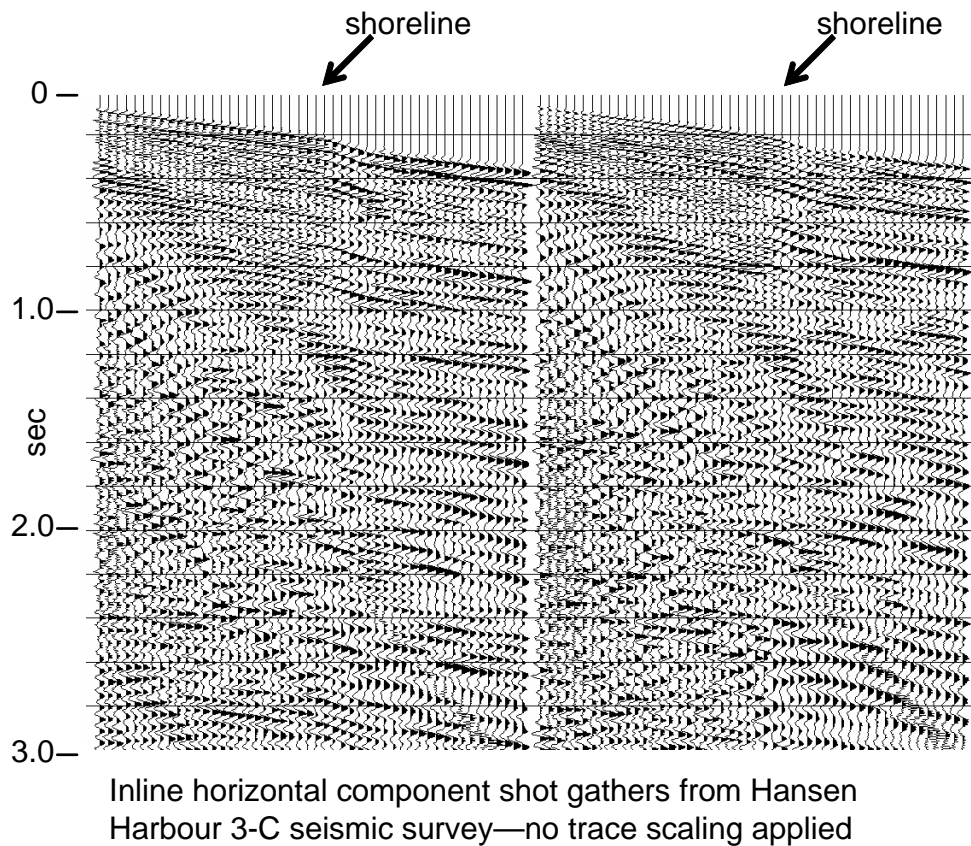 shoreline
shoreline
0
1.0
sec
2.0
3.0
Inline horizontal component shot gathers from Hansen
Harbour 3-C seismic survey—no trace scaling applied